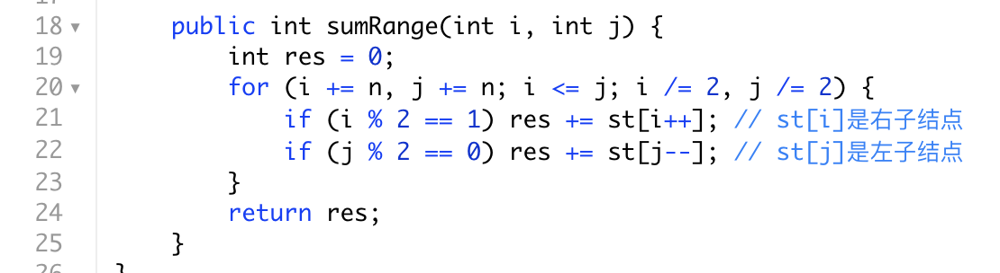 18 public int sumRange(int i, int j) {
19 int res = 0;
20 for (i += n, j += n; i <= j; i /= 2, j /= 2) {
21 if (i % 2 == 1) res += st[i++]; // st[i]是右子结点
22 if (j % 2 == 0) res += st[j--]; // st[j]是左子结点
23 }
24 return res;
25 }
26 }